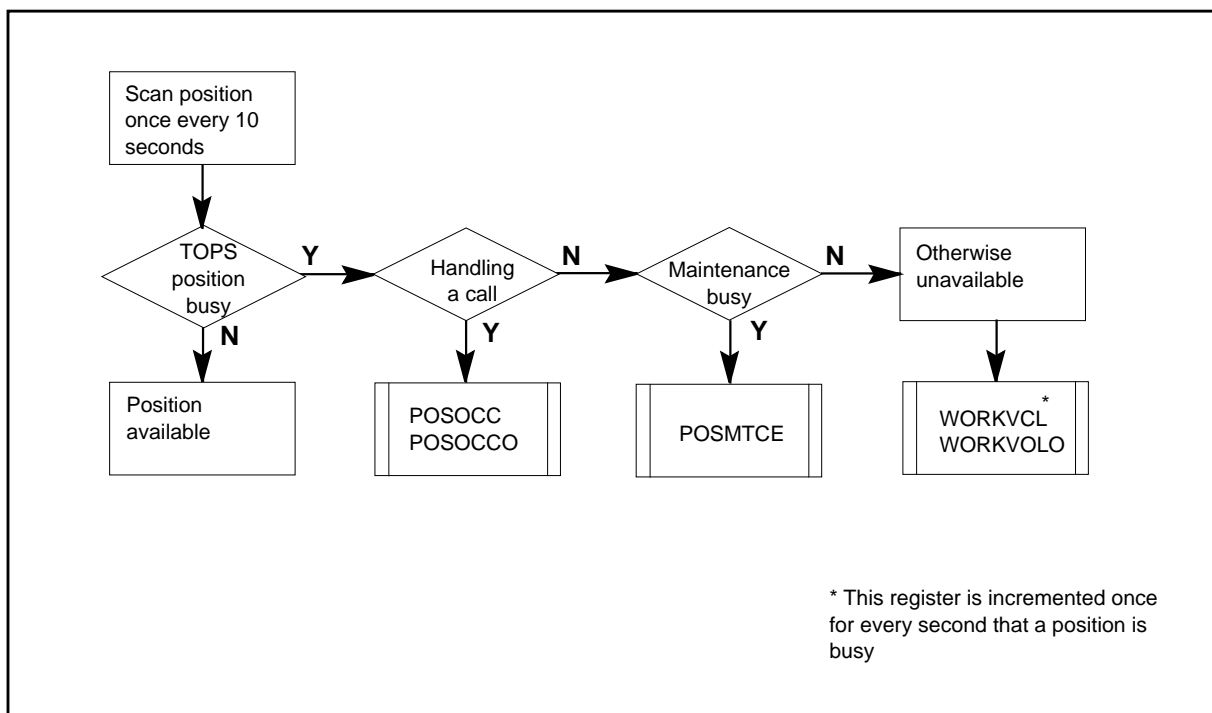 Scan position
once every 10
seconds
TOPS
position
busy
Y
Handling
a call
N
Maintenance
busy
N
Otherwise
unavailable
N
Y
Y
Position
available
POSOCC
POSOCCO
POSMTCE
*
WORKVCL
WORKVOLO
* This register is incremented once
for every second that a position is
busy